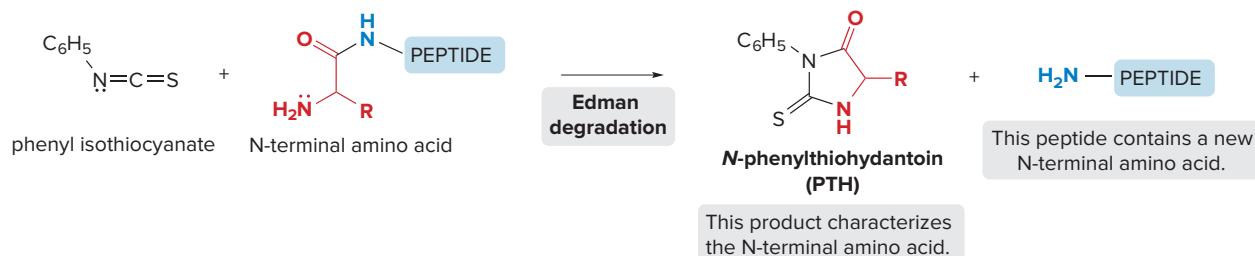 C6H5
N=C=S
+
O
H
N
PEPTIDE
H2N
R
phenyl isothiocyanate
N-terminal amino acid
Edman
degradation
C6H5
O
N
R
S
N
H
N-phenylthiohydantoin
(PTH)
This product characterizes
the N-terminal amino acid.
+
H2N
PEPTIDE
This peptide contains a new
N-terminal amino acid.